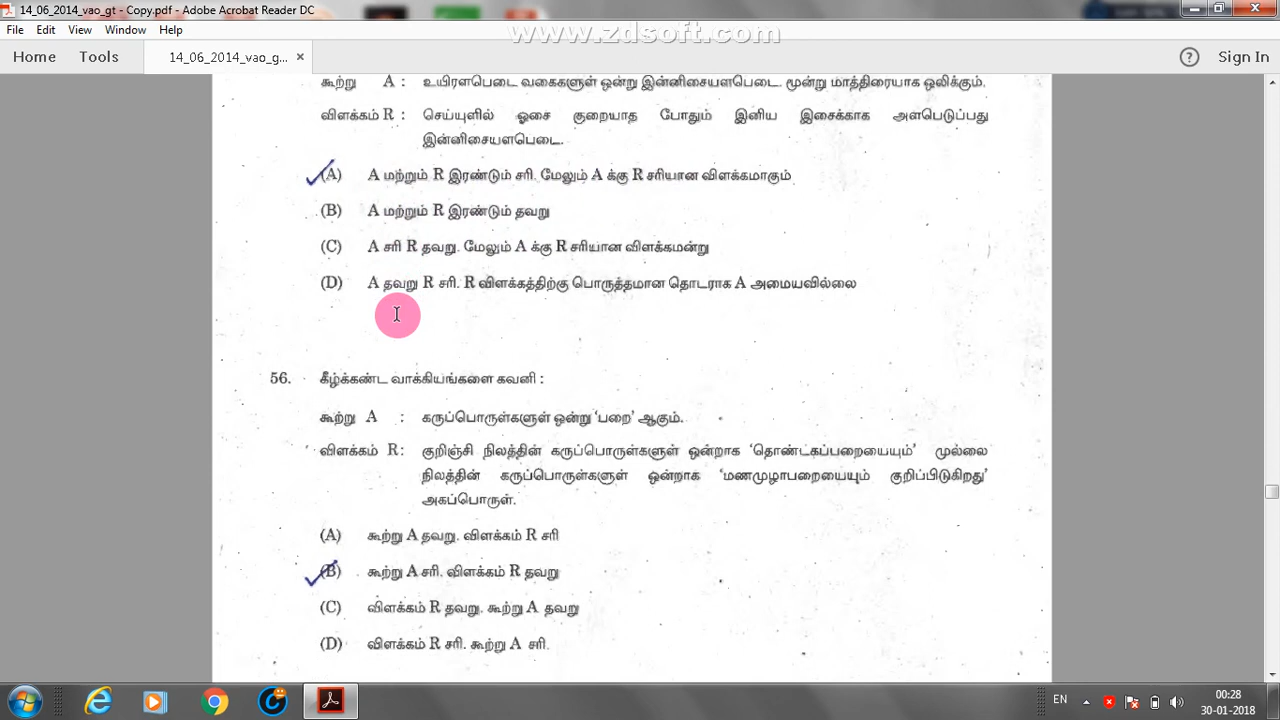 14_06_2014_vao_gt - Copy.pdf - Adobe Acrobat Reader DC
File Edit View Window Help
www.zdsoft.com
Home Tools 14_06_2014_vao_g... × Sign In
கூற்று A : உயிரளபெடை வகைகளுள் ஒன்று இன்னிசையளபெடை. மூன்று மாத்திரையாக ஒலிக்கும்.
விளக்கம் R : செய்யுளில் ஓசை குறையாத போதும் இனிய இசைக்காக அளபெடுப்பது
இன்னிசையளபெடை.
(A) A மற்றும் R இரண்டும் சரி. மேலும் A க்கு R சரியான விளக்கமாகும்
(B) A மற்றும் R இரண்டும் தவறு
(C) A சரி R தவறு. மேலும் A க்கு R சரியான விளக்கமன்று
(D) A தவறு R சரி. R விளக்கத்திற்கு பொருத்தமான தொடராக A அமையவில்லை
56. கீழ்க்கண்ட வாக்கியங்களை கவனி :
கூற்று A : கருப்பொருள்களுள் ஒன்று ‘பறை’ ஆகும்.
விளக்கம் R: குறிஞ்சி நிலத்தின் கருப்பொருள்களுள் ஒன்றாக ‘தொண்டகப்பறையையும்’ முல்லை
நிலத்தின் கருப்பொருள்களுள் ஒன்றாக ‘மணமுழாபறையையும் குறிப்பிடுகிறது’
அகப்பொருள்.
(A) கூற்று A தவறு. விளக்கம் R சரி
(B) கூற்று A சரி. விளக்கம் R தவறு
(C) விளக்கம் R தவறு. கூற்று A தவறு
(D) விளக்கம் R சரி. கூற்று A சரி.
EN 00:28
30-01-2018